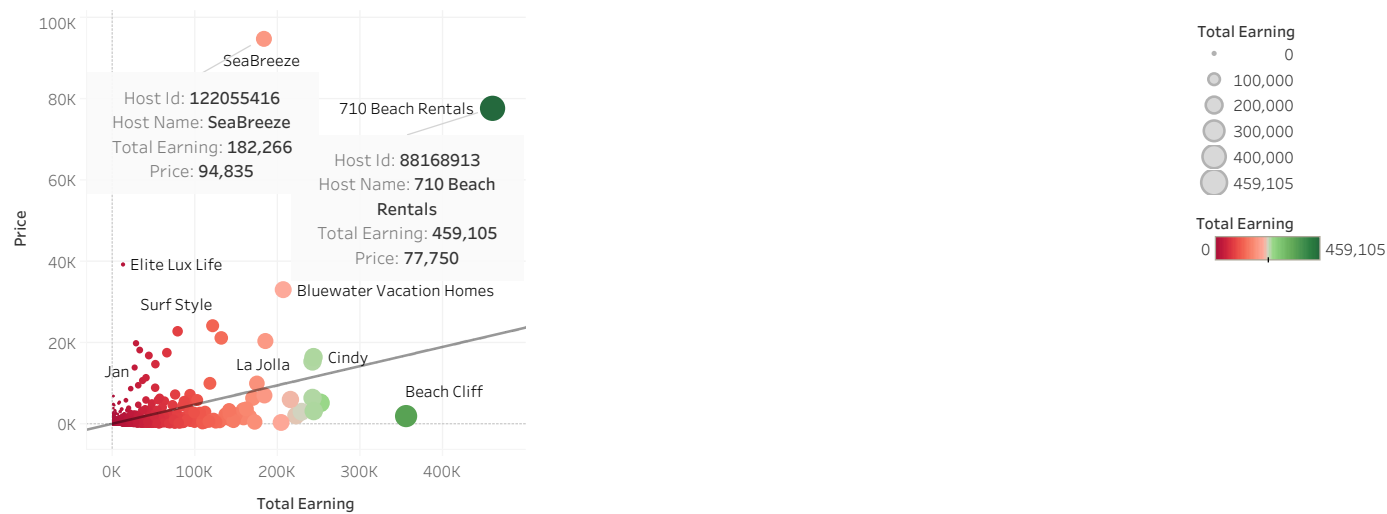 100K
SeaBreeze
Host Id: 122055416
Host Name: SeaBreeze
Total Earning: 182,266
Price: 94,835
80K
710 Beach Rentals
Host Id: 88168913
Host Name: 710 Beach
Rentals
Total Earning: 459,105
Price: 77,750
60K
Price
40K
Elite Lux Life
Bluewater Vacation Homes
Surf Style
20K
La Jolla
Cindy
Jan
Beach Cliff
0K
0K
100K
200K
300K
400K
Total Earning
Total Earning
0
100,000
200,000
300,000
400,000
459,105
Total Earning
0
459,105